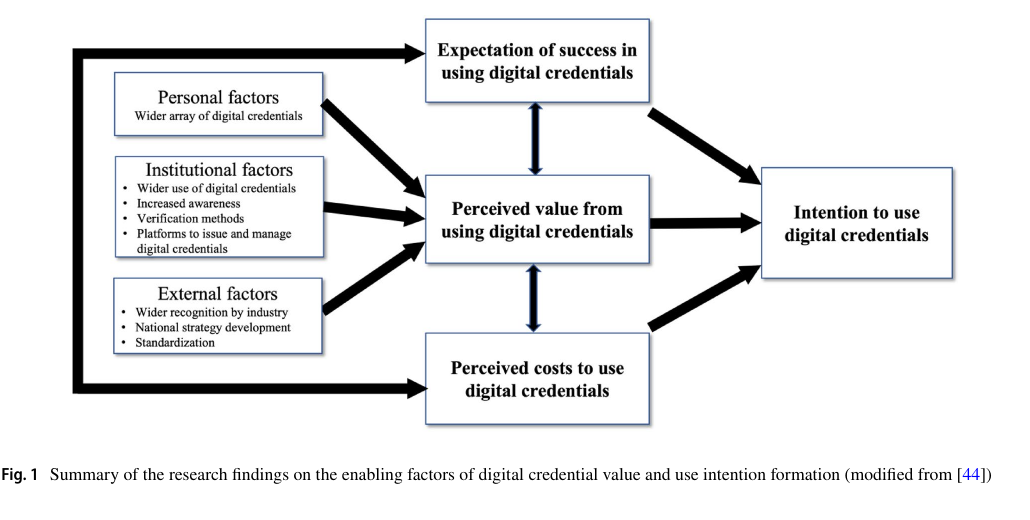 Expectation of success in
using digital credentials
Personal factors
Wider array of digital credentials
Institutional factors
• Wider use of digital credentials
• Increased awareness
• Verification methods
• Platforms to issue and manage
digital credentials
External factors
• Wider recognition by industry
• National strategy development
• Standardization
Perceived value from
using digital credentials
Perceived costs to use
digital credentials
Intention to use
digital credentials
Fig. 1 Summary of the research findings on the enabling factors of digital credential value and use intention formation (modified from [44])